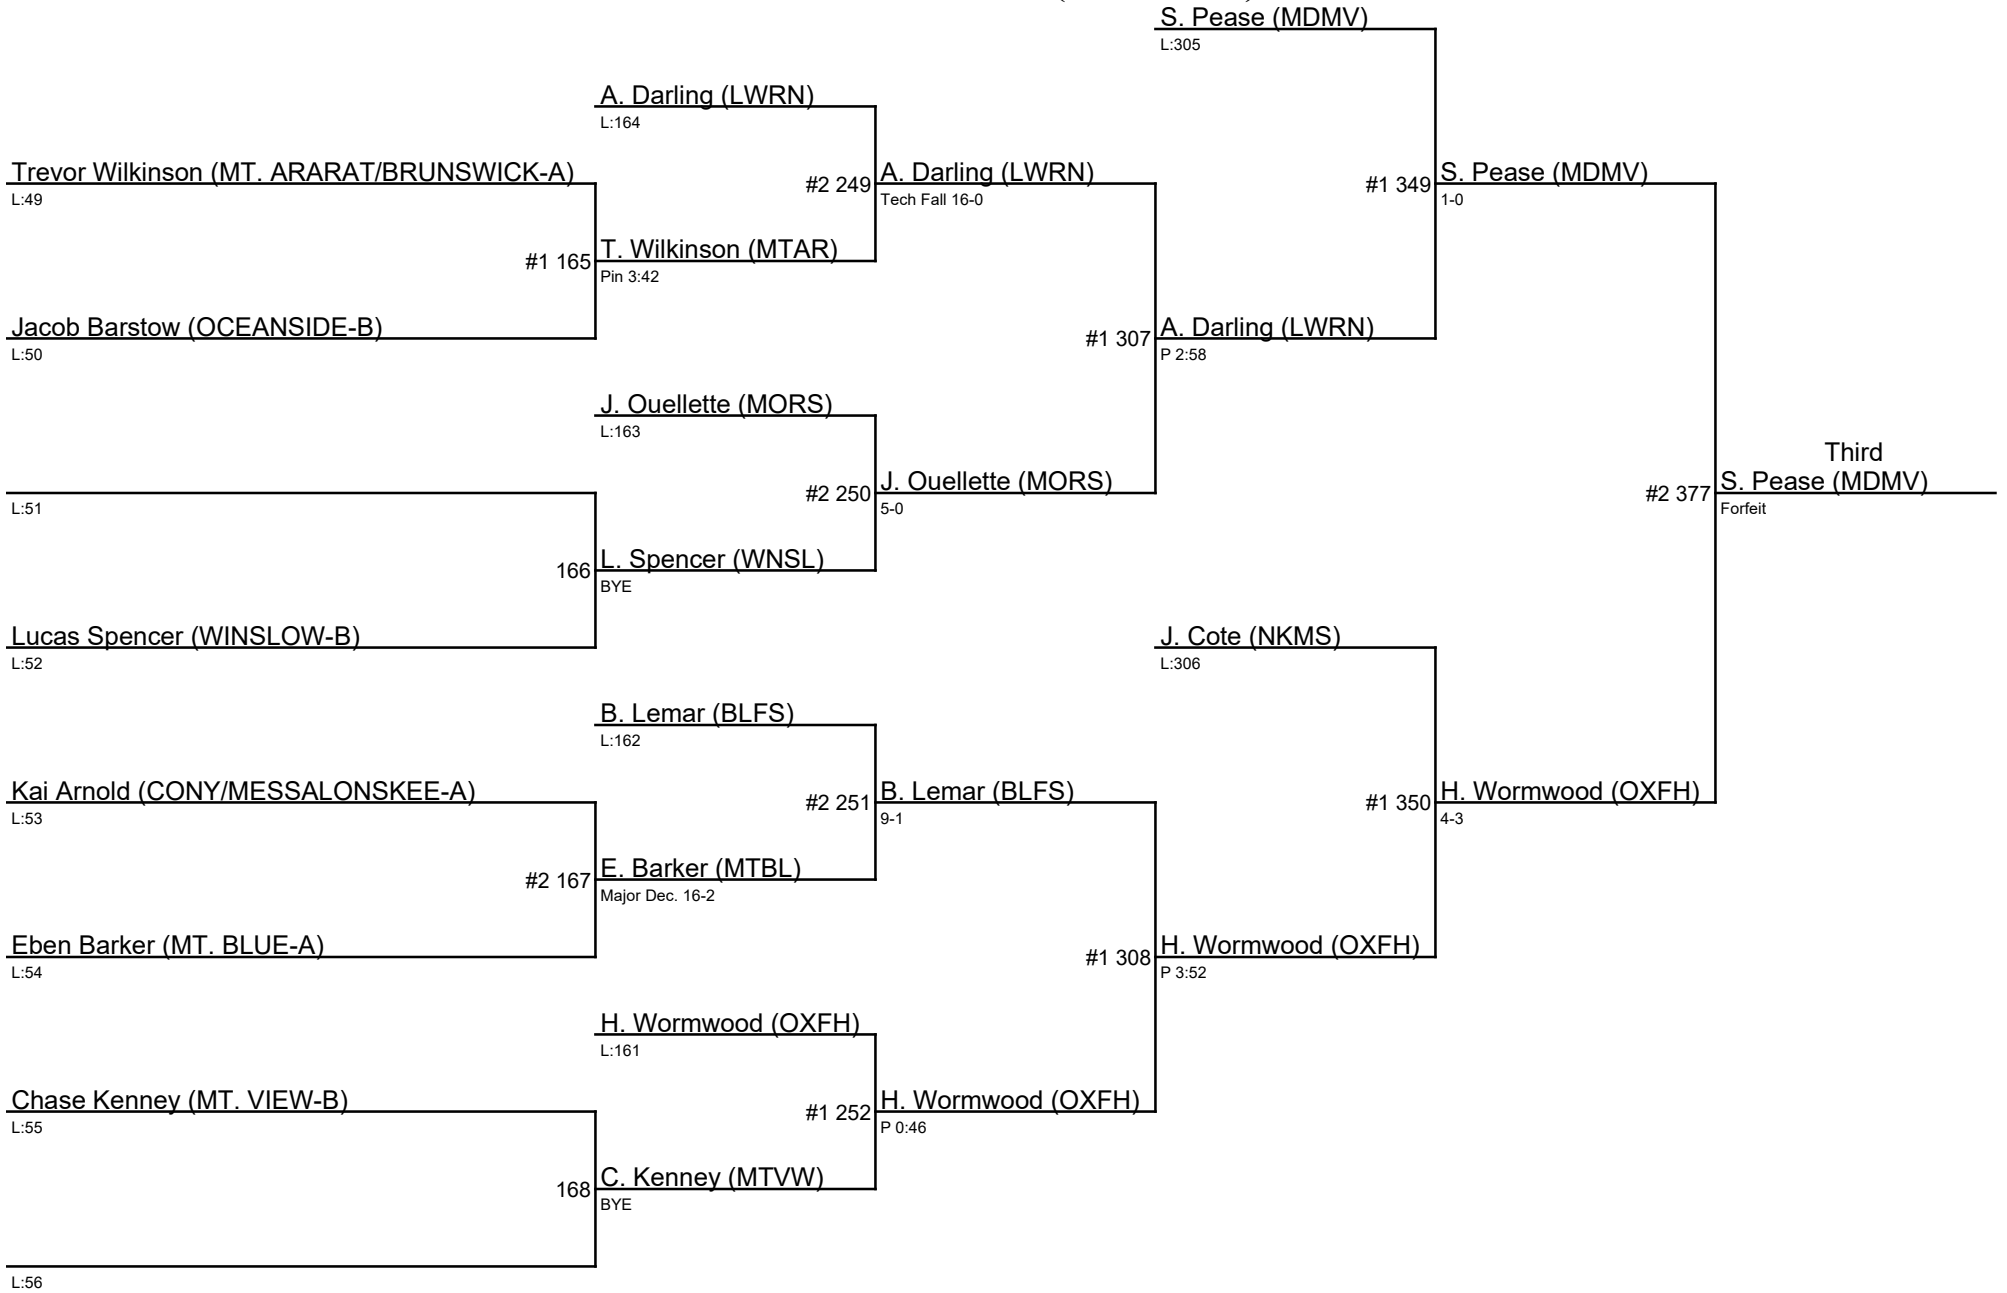 S. Pease (MDMV)
L:305
A. Darling (LWRN)
L:164
Trevor Wilkinson (MT. ARARAT/BRUNSWICK-A)
L:49
#2 249
A. Darling (LWRN)
Tech Fall 16-0
#1 349
S. Pease (MDMV)
1-0
#1 165
T. Wilkinson (MTAR)
Pin 3:42
Jacob Barstow (OCEANSIDE-B)
L:50
#1 307
A. Darling (LWRN)
P 2:58
J. Ouellette (MORS)
L:163
Third
L:51
#2 250
J. Ouellette (MORS)
5-0
#2 377
S. Pease (MDMV)
Forfeit
166
L. Spencer (WNSL)
BYE
Lucas Spencer (WINSLOW-B)
L:52
J. Cote (NKMS)
L:306
B. Lemar (BLFS)
L:162
Kai Arnold (CONY/MESSALONSKEE-A)
L:53
#2 251
B. Lemar (BLFS)
9-1
#1 350
H. Wormwood (OXFH)
4-3
#2 167
E. Barker (MTBL)
Major Dec. 16-2
Eben Barker (MT. BLUE-A)
L:54
#1 308
H. Wormwood (OXFH)
P 3:52
H. Wormwood (OXFH)
L:161
Chase Kenney (MT. VIEW-B)
L:55
#1 252
H. Wormwood (OXFH)
P 0:46
168
C. Kenney (MTVW)
BYE
L:56